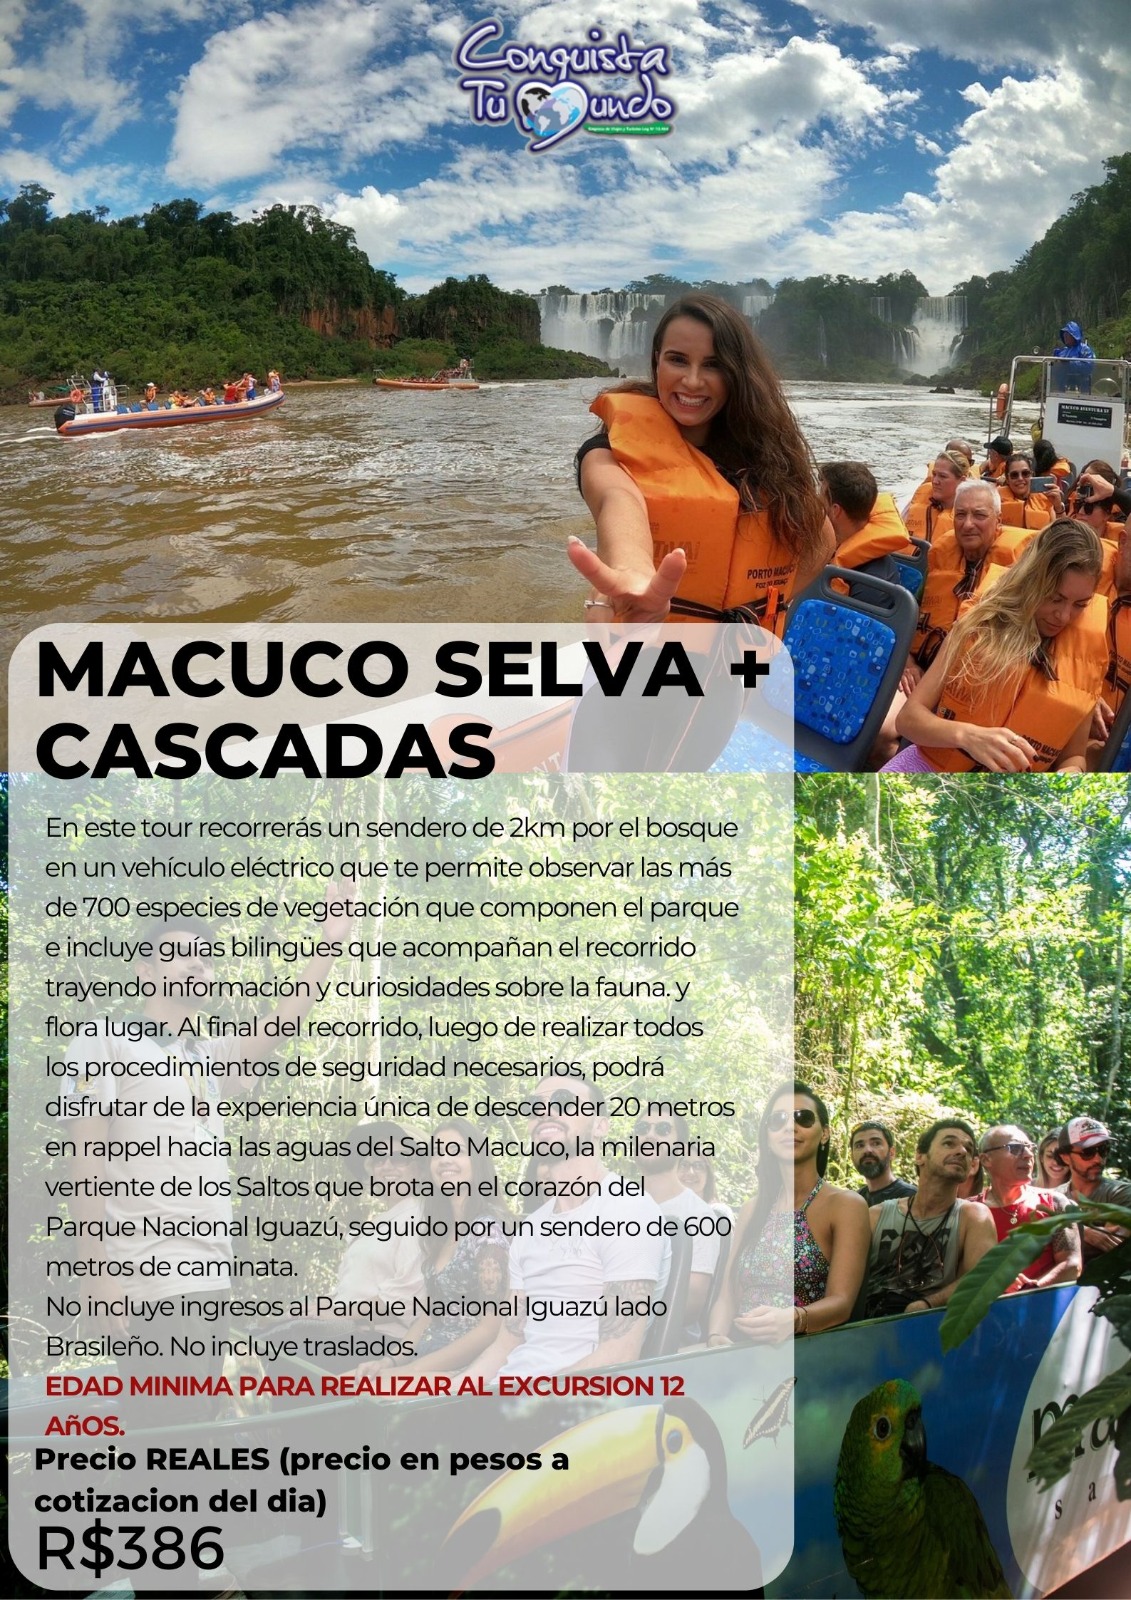 Conquista
Tu Mundo
MACUCO SELVA +
CASCADAS
En este tour recorrerás un sendero de 2km por el bosque
en un vehículo eléctrico que te permite observar las más
de 700 especies de vegetación que componen el parque
e incluye guías bilingües que acompañan el recorrido
trayendo información y curiosidades sobre la fauna. y
flora lugar. Al final del recorrido, luego de realizar todos
los procedimientos de seguridad necesarios, podrá
disfrutar de la experiencia única de descender 20 metros
en rappel hacia las aguas del Salto Macuco, la milenaria
vertiente de los Saltos que brota en el corazón del
Parque Nacional Iguazú, seguido por un sendero de 600
metros de caminata.
No incluye ingresos al Parque Nacional Iguazú lado
Brasileño. No incluye traslados.
EDAD MINIMA PARA REALIZAR AL EXCURSION 12
AñOS.
Precio REALES (precio en pesos a
cotizacion del dia)
R$386